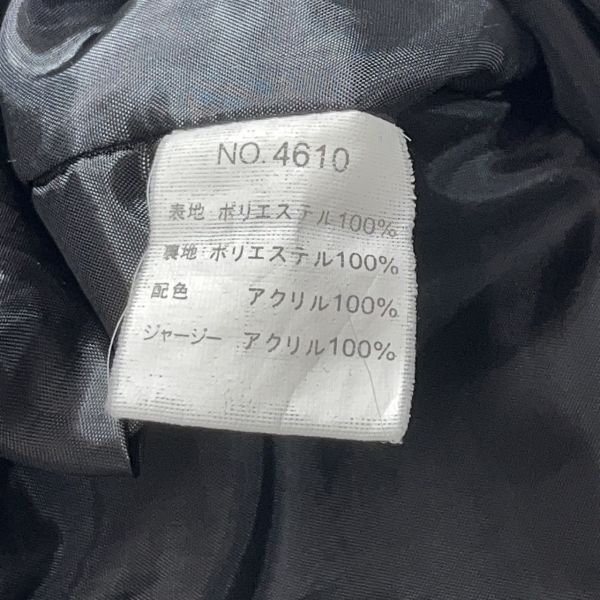 NO. 4610
表地 ポリエステル100%
裏地 ポリエステル100%
配色 アクリル100%
ジャージー アクリル100%